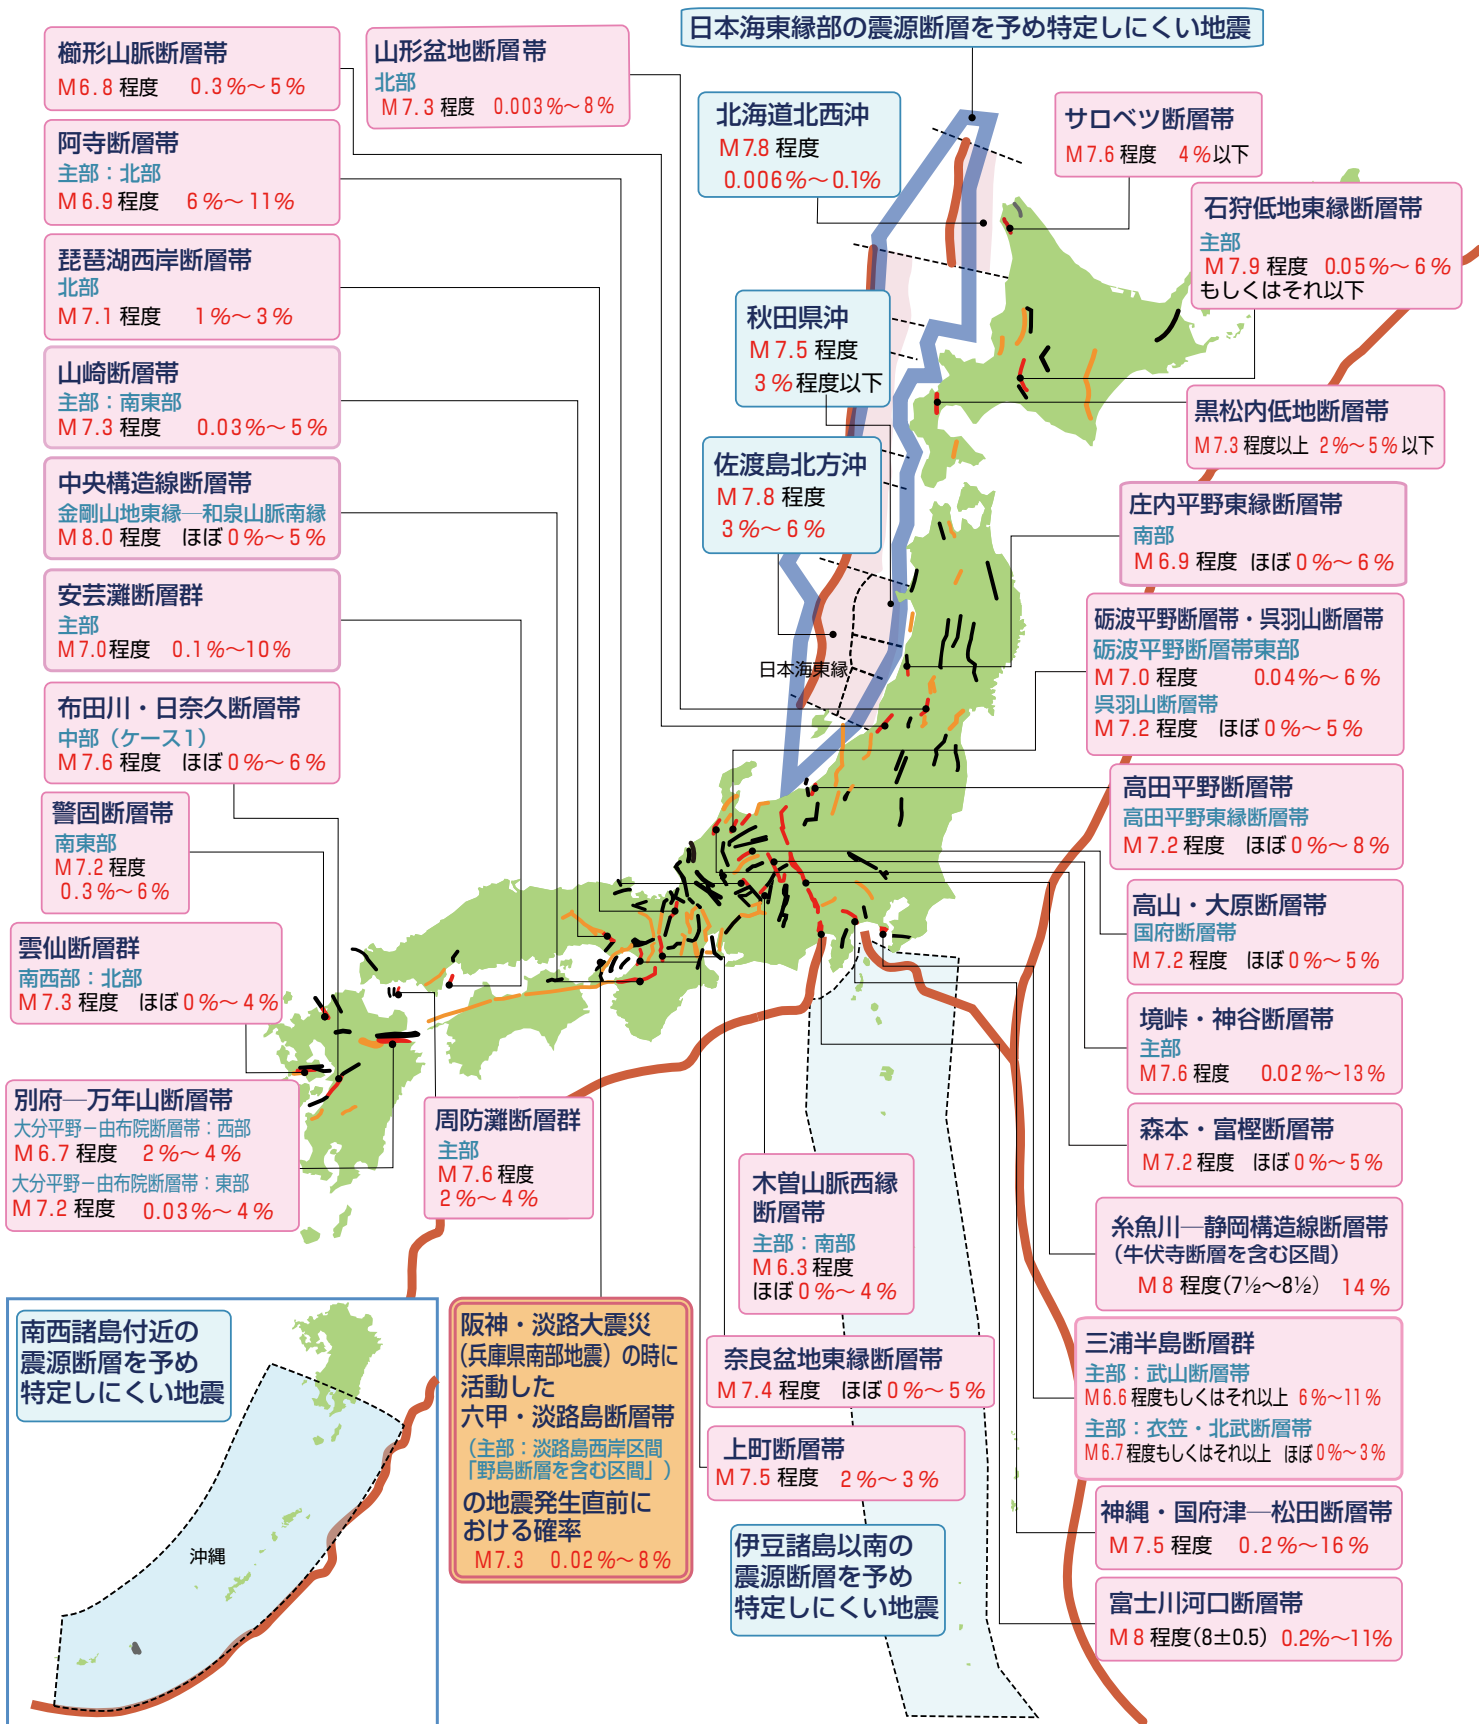 日本海東縁部の震源断層を予め特定しにくい地震
櫛形山脈断層帯
M6.8 程度 0.3%～5%
山形盆地断層帯
北部
M7.3 程度 0.003%～8%
阿寺断層帯
主部：北部
M6.9 程度 6%～11%
琵琶湖西岸断層帯
北部
M7.1 程度 1%～3%
山崎断層帯
主部：南東部
M7.3 程度 0.03%～5%
中央構造線断層帯
金剛山地東縁―和泉山脈南縁
M8.0 程度 ほぼ0%～5%
安芸灘断層群
主部
M7.0程度 0.1%～10%
布田川・日奈久断層帯
中部（ケース1）
M7.6 程度 ほぼ0%～6%
警固断層帯
南東部
M7.2 程度
0.3%～6%
雲仙断層群
南西部：北部
M7.3 程度 ほぼ0%～4%
別府―万年山断層帯
大分平野－由布院断層帯：西部
M6.7 程度 2%～4%
大分平野－由布院断層帯：東部
M7.2 程度 0.03%～4%
周防灘断層群
主部
M7.6 程度
2%～4%
北海道北西沖
M7.8 程度
0.006%～0.1%
秋田県沖
M7.5 程度
3%程度以下
佐渡島北方沖
M7.8 程度
3%～6%
日本海東縁
サロベツ断層帯
M7.6 程度 4%以下
石狩低地東縁断層帯
主部
M7.9 程度 0.05%～6%
もしくはそれ以下
黒松内低地断層帯
M7.3 程度以上 2%～5%以下
庄内平野東縁断層帯
南部
M6.9 程度 ほぼ0%～6%
砺波平野断層帯・呉羽山断層帯
砺波平野断層帯東部
M7.0 程度 0.04%～6%
呉羽山断層帯
M7.2 程度 ほぼ0%～5%
高田平野断層帯
高田平野東縁断層帯
M7.2 程度 ほぼ0%～8%
高山・大原断層帯
国府断層帯
M7.2 程度 ほぼ0%～5%
境峠・神谷断層帯
主部
M7.6 程度 0.02%～13%
森本・富樫断層帯
M7.2 程度 ほぼ0%～5%
糸魚川―静岡構造線断層帯
（牛伏寺断層を含む区間）
M8 程度（7½～8½） 14%
三浦半島断層群
主部：武山断層帯
M6.6 程度もしくはそれ以上 6%～11%
主部：衣笠・北武断層帯
M6.7程度もしくはそれ以上 ほぼ0%～3%
神縄・国府津―松田断層帯
M7.5 程度 0.2%～16%
富士川河口断層帯
M8 程度（8±0.5） 0.2%～11%
木曽山脈西縁
断層帯
主部：南部
M6.3 程度
ほぼ0%～4%
奈良盆地東縁断層帯
M7.4 程度 ほぼ0%～5%
上町断層帯
M7.5 程度 2%～3%
伊豆諸島以南の
震源断層を予め
特定しにくい地震
阪神・淡路大震災
（兵庫県南部地震）の時に
活動した
六甲・淡路島断層帯
（主部：淡路島西岸区間
「野島断層を含む区間」）
の地震発生直前に
おける確率
M7.3 0.02%～8%
南西諸島付近の
震源断層を予め
特定しにくい地震
沖縄